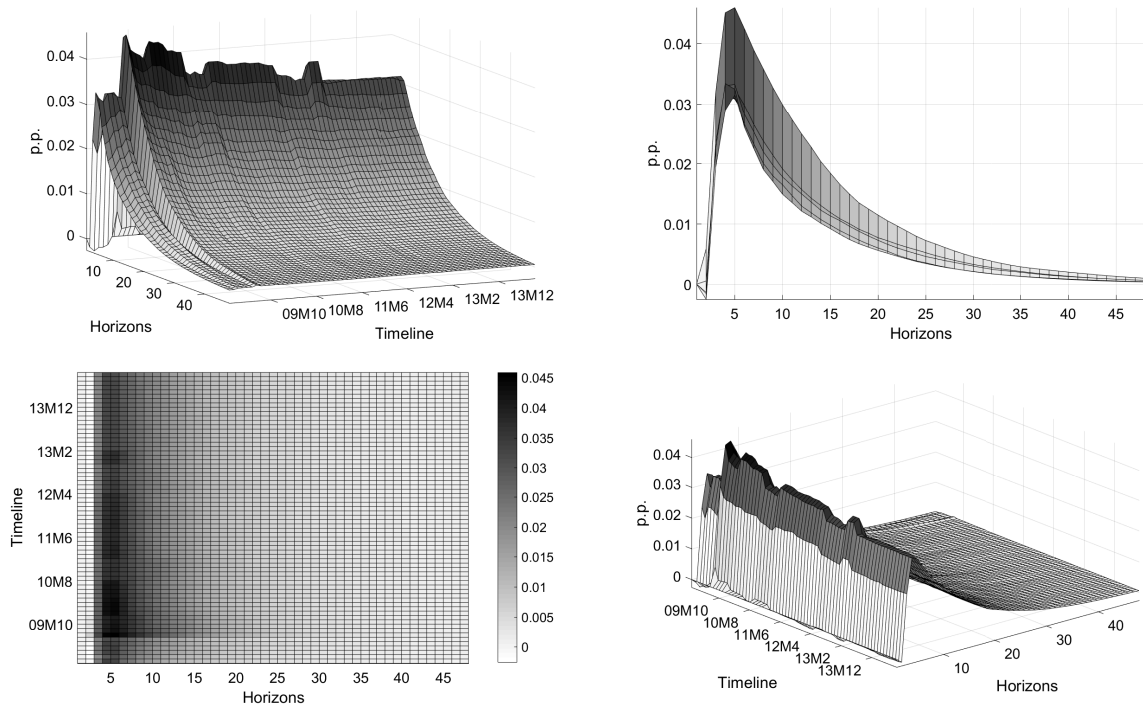 0.04
0.03
0.02
0.01
0
p.p.
10
20
30
40
Horizons
09M10
10M8
11M6
12M4
13M2
13M12
Timeline
0.04
0.03
0.02
0.01
0
p.p.
5
10
15
20
25
30
35
40
45
Horizons
13M12
13M2
12M4
11M6
10M8
09M10
Timeline
5
10
15
20
25
30
35
40
45
Horizons
0.045
0.04
0.035
0.03
0.025
0.02
0.015
0.01
0.005
0
0.04
0.03
0.02
0.01
0
p.p.
09M10
10M8
11M6
12M4
13M2
13M12
Timeline
10
20
30
40
Horizons